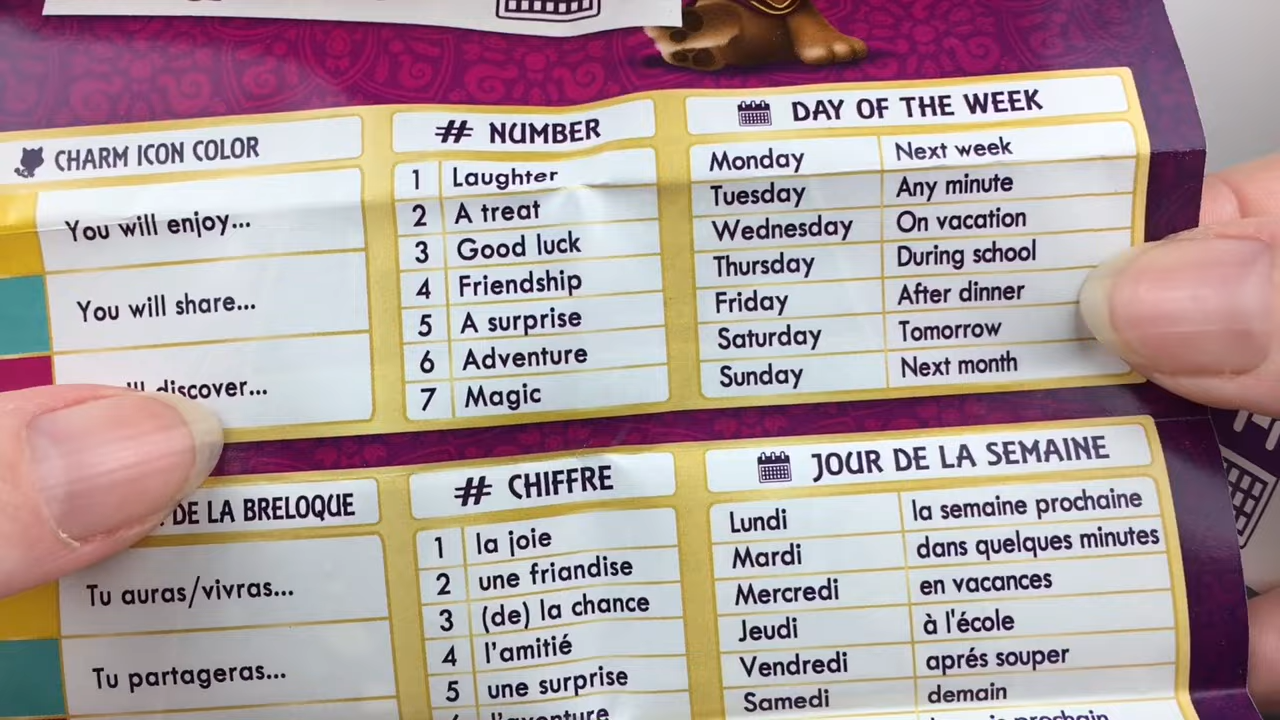 CHARM ICON COLOR
You will enjoy...
You will share...
discover...
# NUMBER
1 Laughter
2 A treat
3 Good luck
4 Friendship
5 A surprise
6 Adventure
7 Magic
DAY OF THE WEEK
Monday Next week
Tuesday Any minute
Wednesday On vacation
Thursday During school
Friday After dinner
Saturday Tomorrow
Sunday Next month
DE LA BRELOQUE
Tu auras/vivras...
Tu partageras...
# CHIFFRE
1 la joie
2 une friandise
3 (de) la chance
4 l'amitié
5 une surprise
l'aventure
JOUR DE LA SEMAINE
Lundi la semaine prochaine
Mardi dans quelques minutes
Mercredi en vacances
Jeudi à l'école
Vendredi aprés souper
Samedi demain
prochain